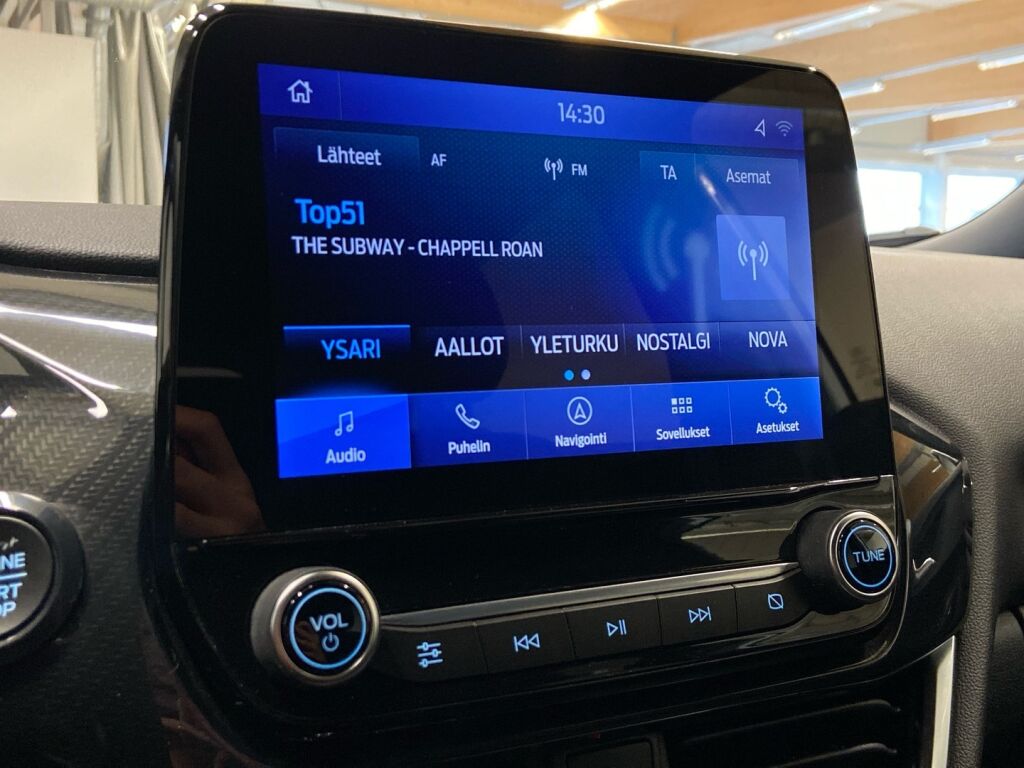 14:30
Lähteet
AF
FM
TA
Asemat
Top51
THE SUBWAY - CHAPPELL ROAN
YSARI
AALLOT
YLETURKU
NOSTALGI
NOVA
Audio
Puhelin
Navigointi
Sovellukset
Asetukset
VOL
TUNE